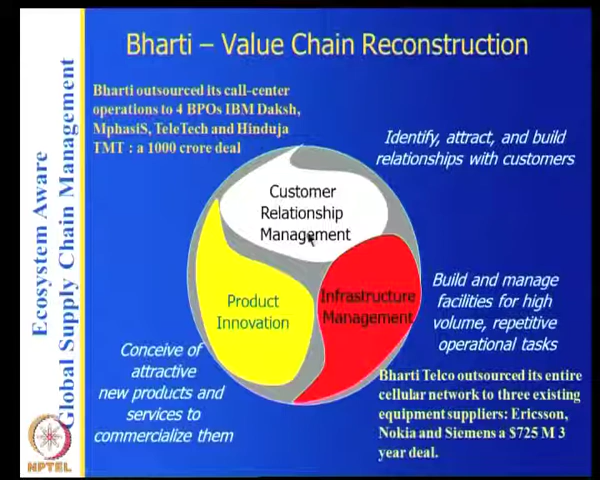 Bharti – Value Chain Reconstruction
Ecosystem Aware
Global Supply Chain Management
Bharti outsourced its call-center
operations to 4 BPOs IBM Daksh,
MphasiS, TeleTech and Hinduja
TMT : a 1000 crore deal
Identify, attract, and build
relationships with customers
Customer
Relationship
Management
Product
Innovation
Infrastructure
Management
Build and manage
facilities for high
volume, repetitive
operational tasks
Conceive of
attractive
new products and
services to
commercialize them
Bharti Telco outsourced its entire
cellular network to three existing
equipment suppliers: Ericsson,
Nokia and Siemens a $725 M 3
year deal.
NPTEL